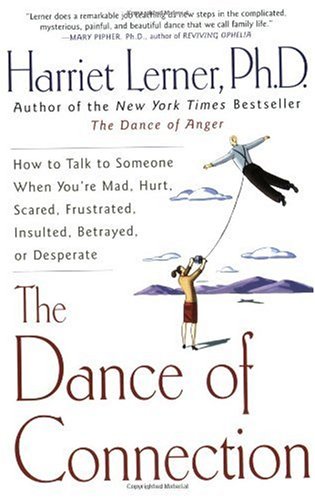 "Lerner does a remarkable job teaching us new steps in the complicated,
mysterious, painful, and beautiful dance that we call family life."
—MARY PIPHER, Ph.D., author of REVIVING OPHELIA
Harriet Lerner, Ph.D.
Author of the New York Times Bestseller
The Dance of Anger
How to Talk to Someone
When You're Mad, Hurt,
Scared, Frustrated,
Insulted, Betrayed,
or Desperate
The
Dance of
Connection